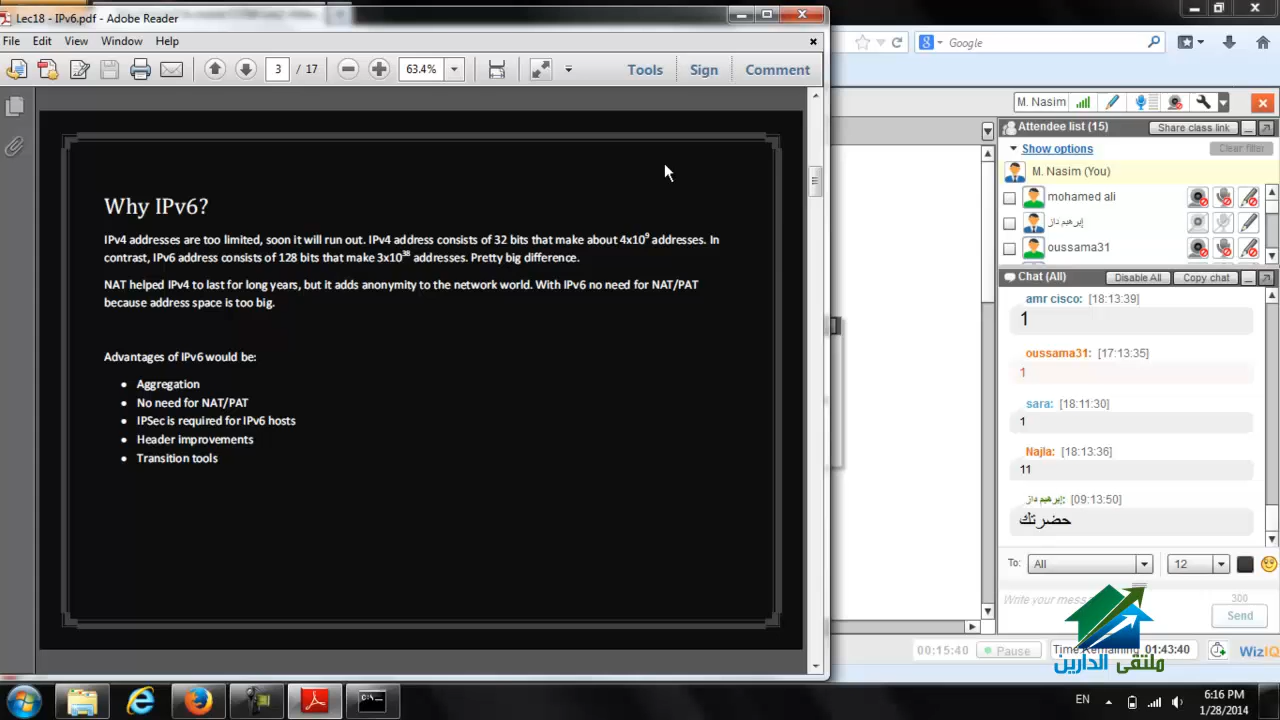 Lec18 - IPv6.pdf - Adobe Reader
File Edit View Window Help
3 / 17
63.4%
Tools Sign Comment
Why IPv6?
IPv4 addresses are too limited, soon it will run out. IPv4 address consists of 32 bits that make about 4x10⁹ addresses. In
contrast, IPv6 address consists of 128 bits that make 3x10³⁸ addresses. Pretty big difference.
NAT helped IPv4 to last for long years, but it adds anonymity to the network world. With IPv6 no need for NAT/PAT
because address space is too big.
Advantages of IPv6 would be:
• Aggregation
• No need for NAT/PAT
• IPSec is required for IPv6 hosts
• Header improvements
• Transition tools
Google
M. Nasim
Attendee list (15)
Share class link
Show options
Clear filter
M. Nasim (You)
mohamed ali
إبرهيم داز
oussama31
Chat (All)
Disable All
Copy chat
amr cisco: [18:13:39]
1
oussama31: [17:13:35]
1
sara: [18:11:30]
1
Najla: [18:13:36]
11
إبرهيم داز: [09:13:50]
حضرتك
To: All
12
Write your mess
300
Send
00:15:40
Pause
Time Remaining 01:43:40
WizIQ
ملتقى الدارين
EN
6:16 PM
1/28/2014